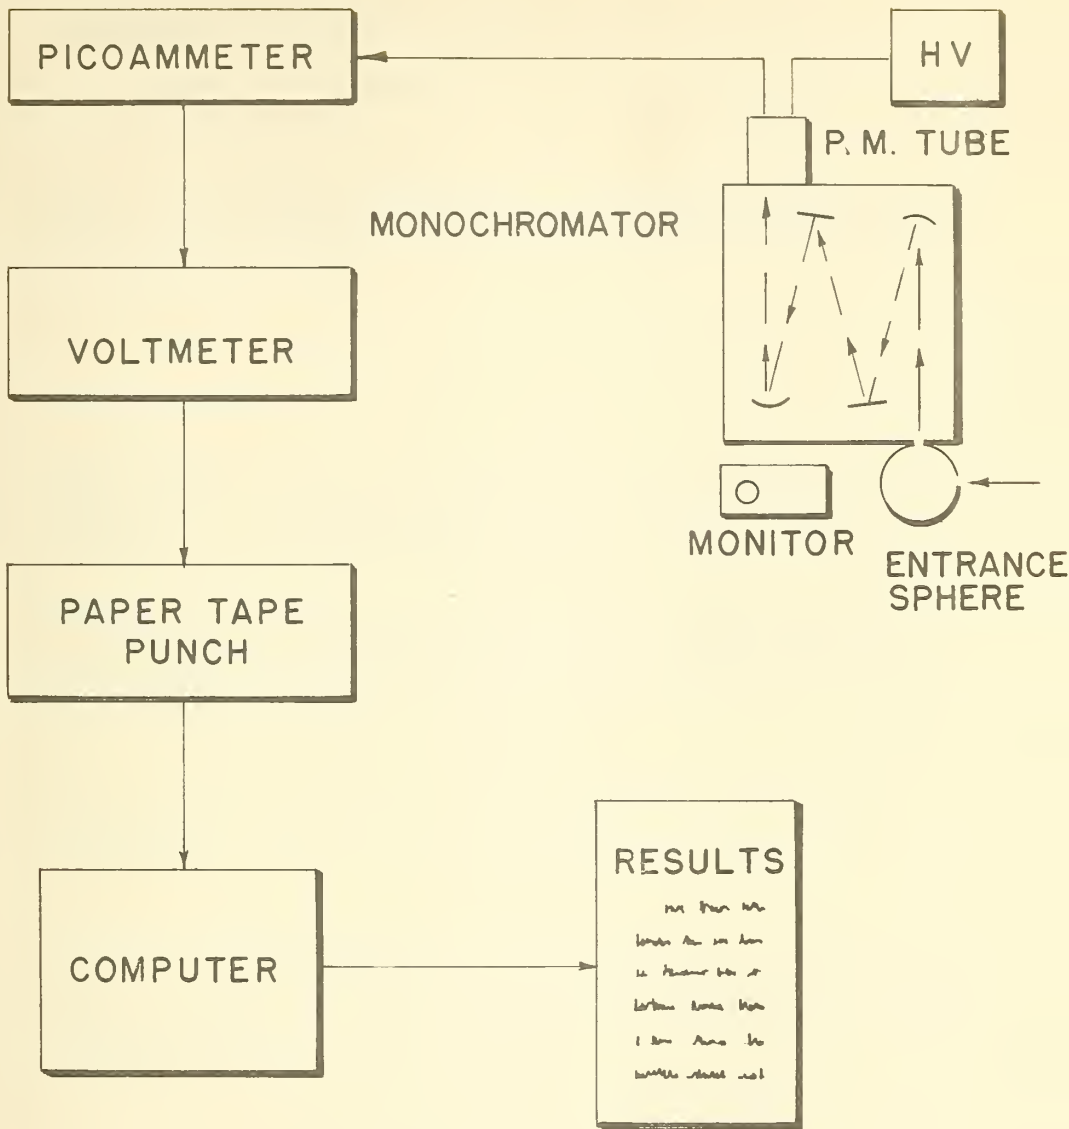 PICOAMMETER
HV
P.M. TUBE
MONOCHROMATOR
VOLTMETER
MONITOR
ENTRANCE
SPHERE
PAPER TAPE
PUNCH
RESULTS
COMPUTER